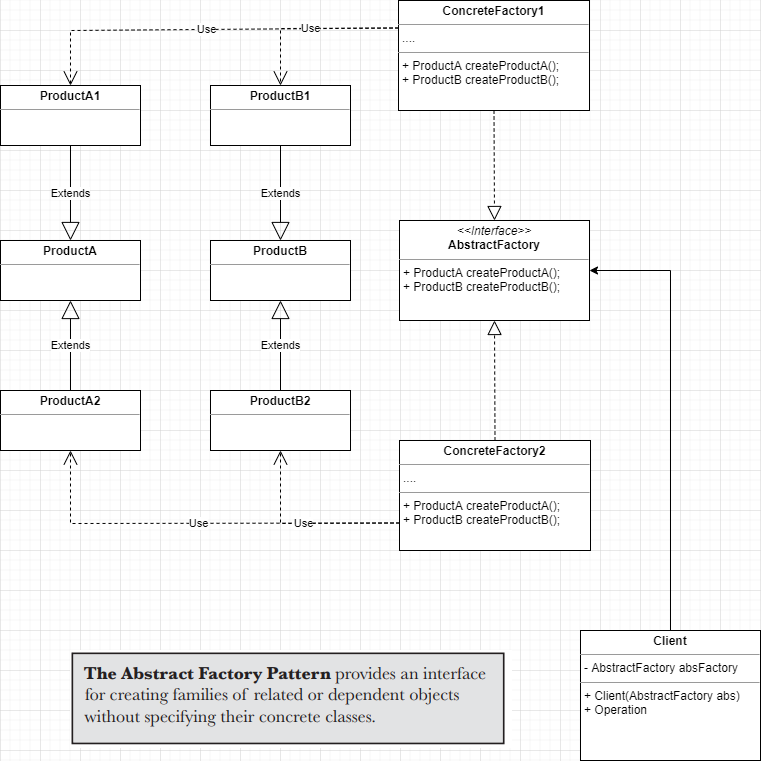 ConcreteFactory1
....
+ ProductA createProductA();
+ ProductB createProductB();
Use
Use
ProductA1
ProductB1
Extends
Extends
ProductA
ProductB
<<Interface>>
AbstractFactory
+ ProductA createProductA();
+ ProductB createProductB();
Extends
Extends
ProductA2
ProductB2
ConcreteFactory2
....
+ ProductA createProductA();
+ ProductB createProductB();
Use
Use
Client
- AbstractFactory absFactory
+ Client(AbstractFactory abs)
+ Operation
The Abstract Factory Pattern provides an interface
for creating families of related or dependent objects
without specifying their concrete classes.